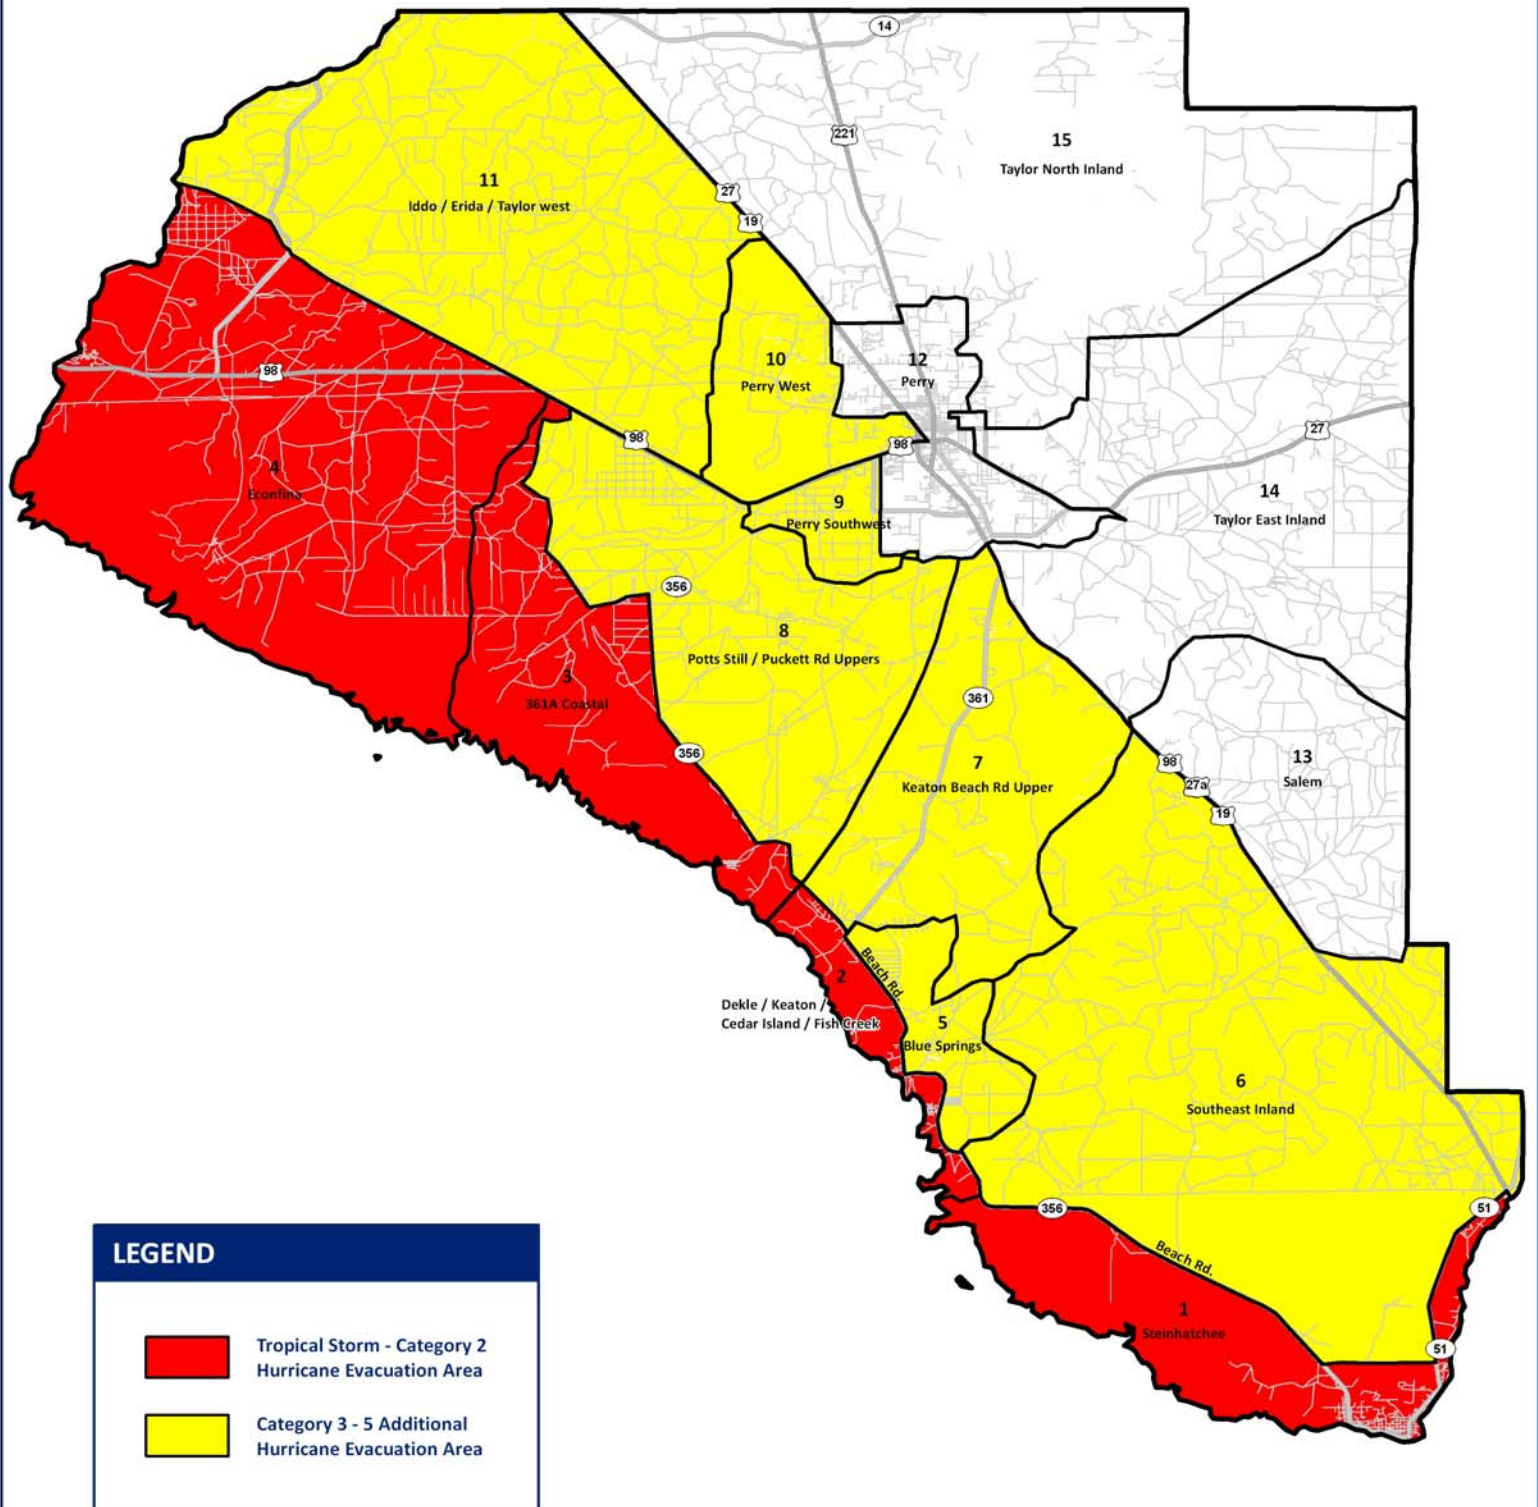 14
221
15
Taylor North Inland
11
Iddo / Erida / Taylor west
27
19
10
Perry West
12
Perry
98
4
Econfina
98
98
27
9
Perry Southwest
14
Taylor East Inland
356
8
Potts Still / Puckett Rd Uppers
3
361A Coastal
361
356
7
Keaton Beach Rd Upper
98
27a
19
13
Salem
Beach Rd.
2
Dekle / Keaton /
Cedar Island / Fish Creek
5
Blue Springs
6
Southeast Inland
356
51
Beach Rd.
1
Steinhatchee
51
LEGEND
Tropical Storm - Category 2
Hurricane Evacuation Area
Category 3 - 5 Additional
Hurricane Evacuation Area